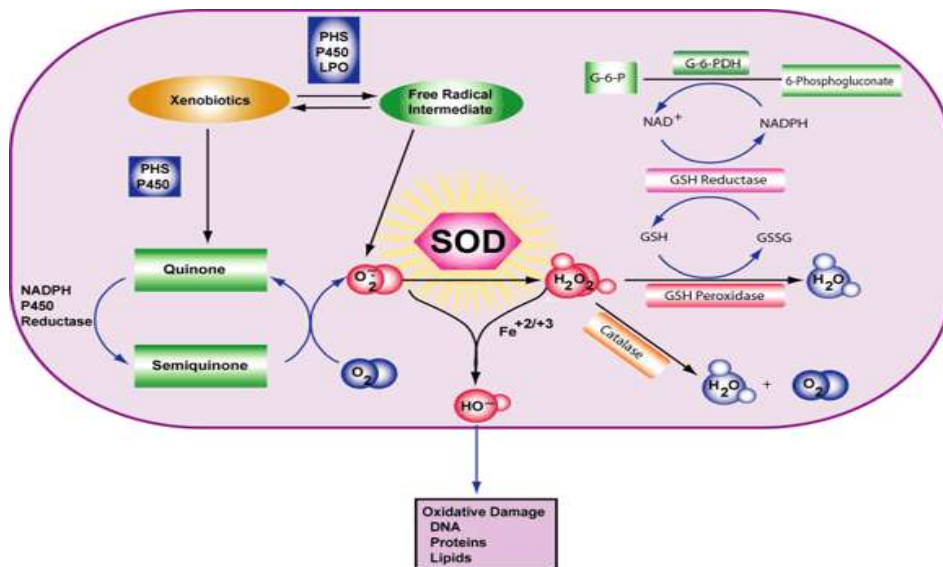 PHS
P450
LPO
G-6-PDH
G-6-P
6-Phosphogluconate
Xenobiotics
Free Radical
Intermediate
NAD+
NADPH
PHS
P450
GSH Reductase
SOD
GSH
GSSG
Quinone
O2·−
H2O2
H2O
GSH Peroxidase
NADPH
P450
Reductase
Fe+2/+3
Catalase
Semiquinone
O2
H2O + O2
HO−
Oxidative Damage
DNA
Proteins
Lipids